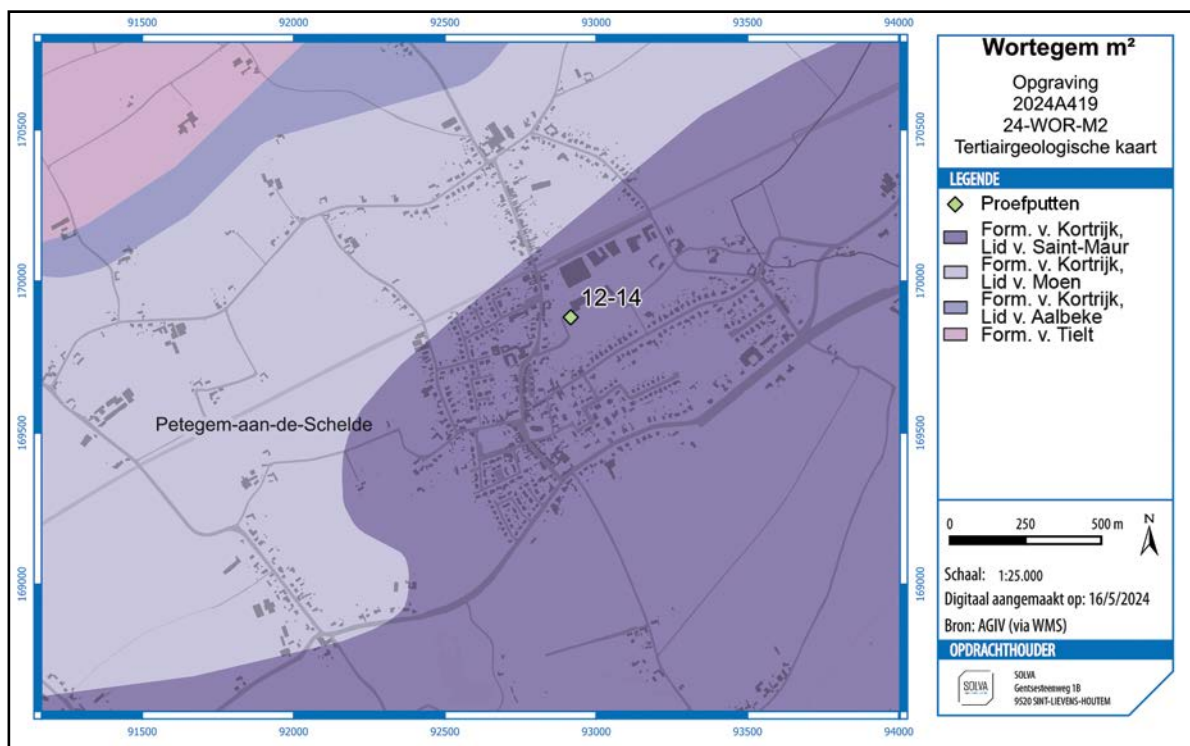 91500 92000 92500 93000 93500 94000
170500
170000
169500
169000
170500
170000
169500
169000
12-14
Petegem-aan-de-Schelde
91500 92000 92500 93000 93500 94000
Wortegem m²
Opgraving
2024A419
24-WOR-M2
Tertiairgeologische kaart
LEGENDE
Proefputten
Form. v. Kortrijk,
Lid v. Saint-Maur
Form. v. Kortrijk,
Lid v. Moen
Form. v. Kortrijk,
Lid v. Aalbeke
Form. v. Tielt
0 250 500 m
N
Schaal: 1:25.000
Digitaal aangemaakt op: 16/5/2024
Bron: AGIV (via WMS)
OPDRACHTHOUDER
SOLVA
SOLVA
Gentsesteenweg 1B
9520 SINT-LIEVENS-HOUTEM